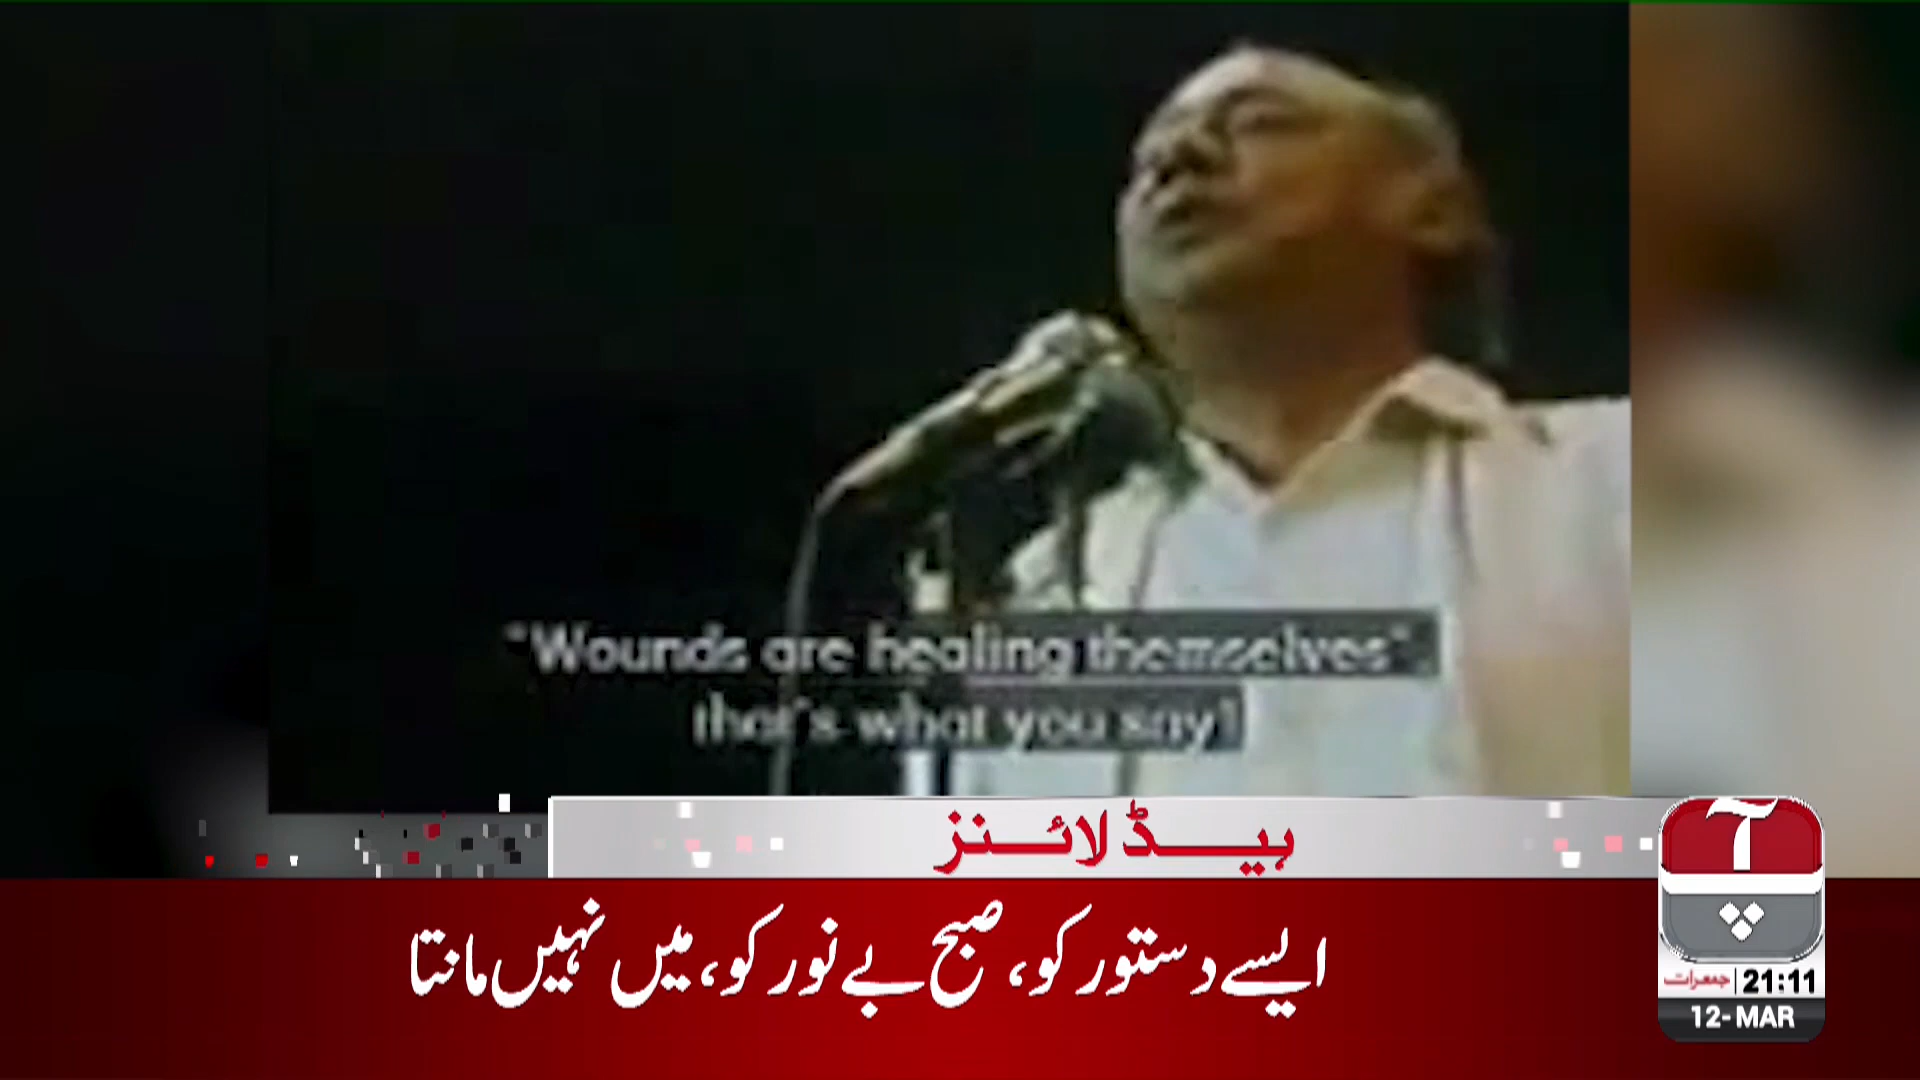 "Wounds are healing themselves"
that's what you say!
ہیڈ لائنز
ایسے دستور کو، صبح بے نور کو، میں نہیں مانتا
آپ
جمعرات
21:11
12-MAR